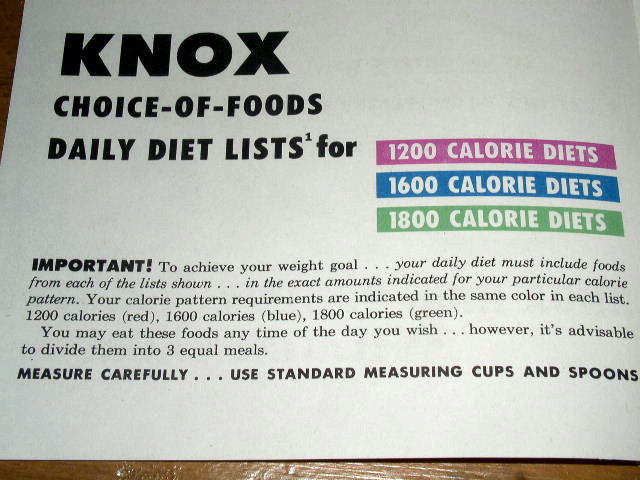 KNOX
CHOICE-OF-FOODS
DAILY DIET LISTS¹ for
1200 CALORIE DIETS
1600 CALORIE DIETS
1800 CALORIE DIETS
IMPORTANT! To achieve your weight goal . . . your daily diet must include foods
from each of the lists shown . . . in the exact amounts indicated for your particular calorie
pattern. Your calorie pattern requirements are indicated in the same color in each list.
1200 calories (red), 1600 calories (blue), 1800 calories (green).
You may eat these foods any time of the day you wish . . . however, it's advisable
to divide them into 3 equal meals.
MEASURE CAREFULLY . . . USE STANDARD MEASURING CUPS AND SPOONS